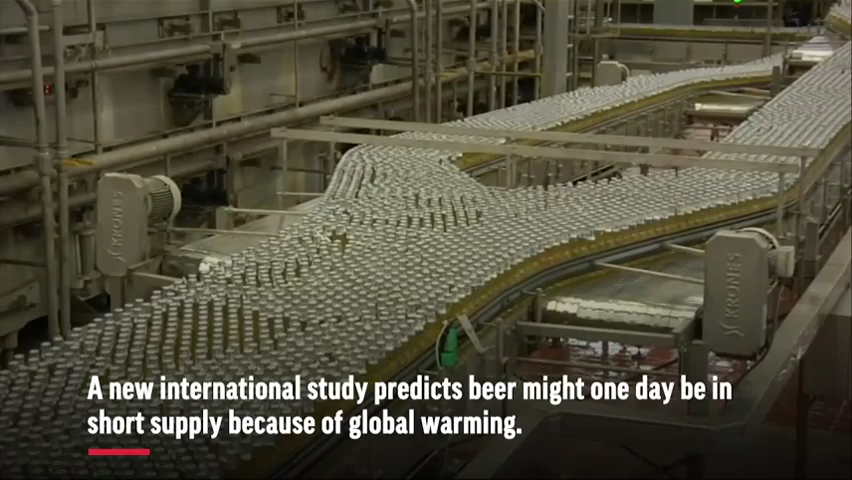 KRONES
KRONES
A new international study predicts beer might one day be in
short supply because of global warming.